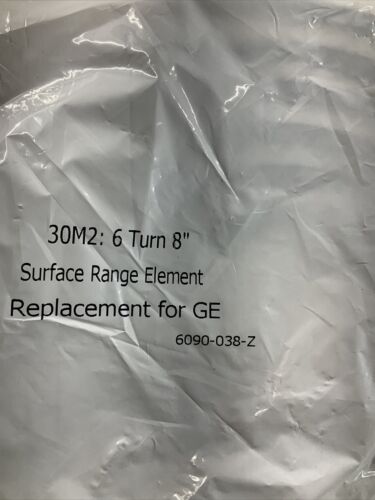 30M2: 6 Turn 8"
Surface Range Element
Replacement for GE
6090-038-Z